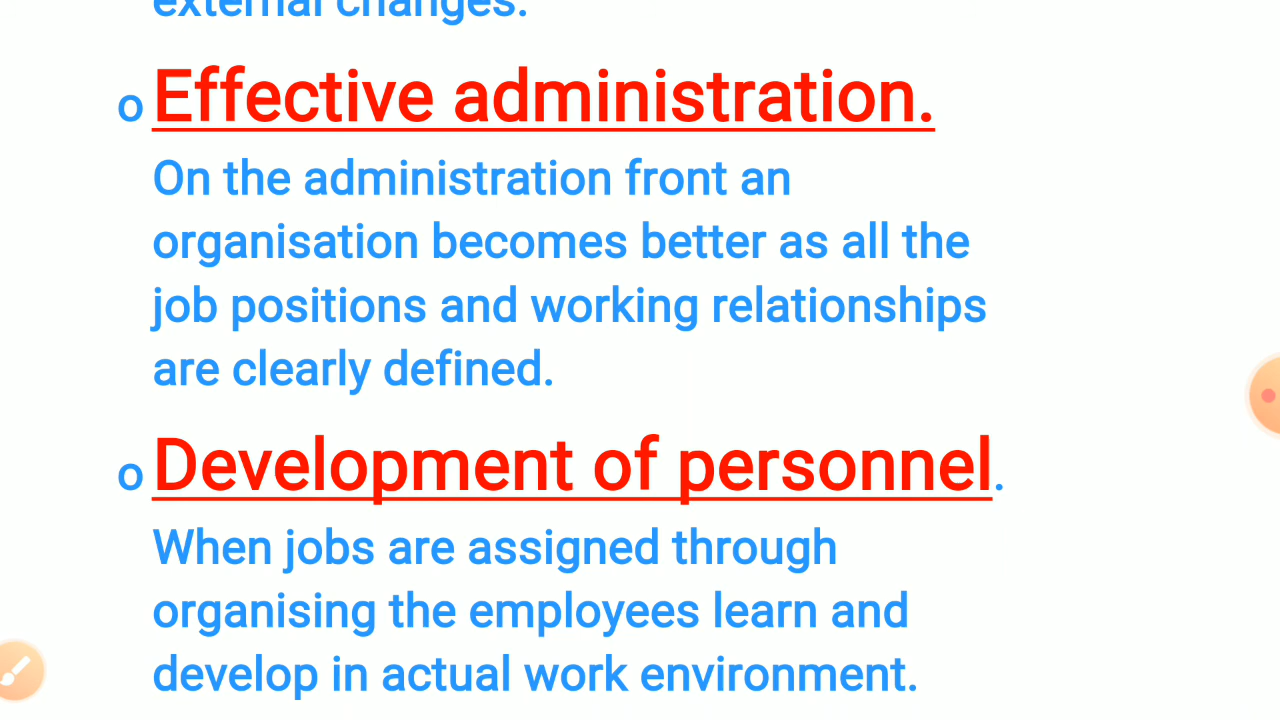 external changes.
o Effective administration.
On the administration front an
organisation becomes better as all the
job positions and working relationships
are clearly defined.
o Development of personnel.
When jobs are assigned through
organising the employees learn and
develop in actual work environment.